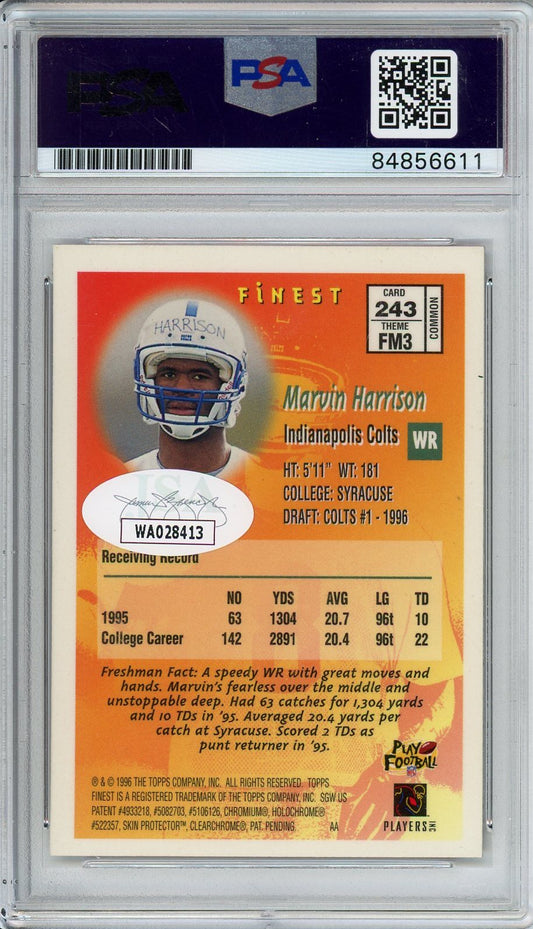 PSA
PSA
84856611
FiNEST
CARD
243
THEME
FM3
COMMON
HARRISON
Marvin Harrison
Indianapolis Colts WR
HT: 5'11" WT: 181
COLLEGE: SYRACUSE
DRAFT: COLTS #1 - 1996
JSA
WA028413
Receiving Record
NO YDS AVG LG TD
1995 63 1304 20.7 96t 10
College Career 142 2891 20.4 96t 22
Freshman Fact: A speedy WR with great moves and
hands. Marvin's fearless over the middle and
unstoppable deep. Had 63 catches for 1,304 yards
and 10 TDs in '95. Averaged 20.4 yards per
catch at Syracuse. Scored 2 TDs as
punt returner in '95.
PLAY
FOOTBALL
® & © 1996 THE TOPPS COMPANY, INC. ALL RIGHTS RESERVED. TOPPS
FINEST IS A REGISTERED TRADEMARK OF THE TOPPS COMPANY, INC. SGW US
PATENT #4933218, #5082703, #5106126, CHROMIUM®, HOLOCHROME®
#522357, SKIN PROTECTOR™, CLEARCHROME®, PAT. PENDING. AA
PLAYERS INC